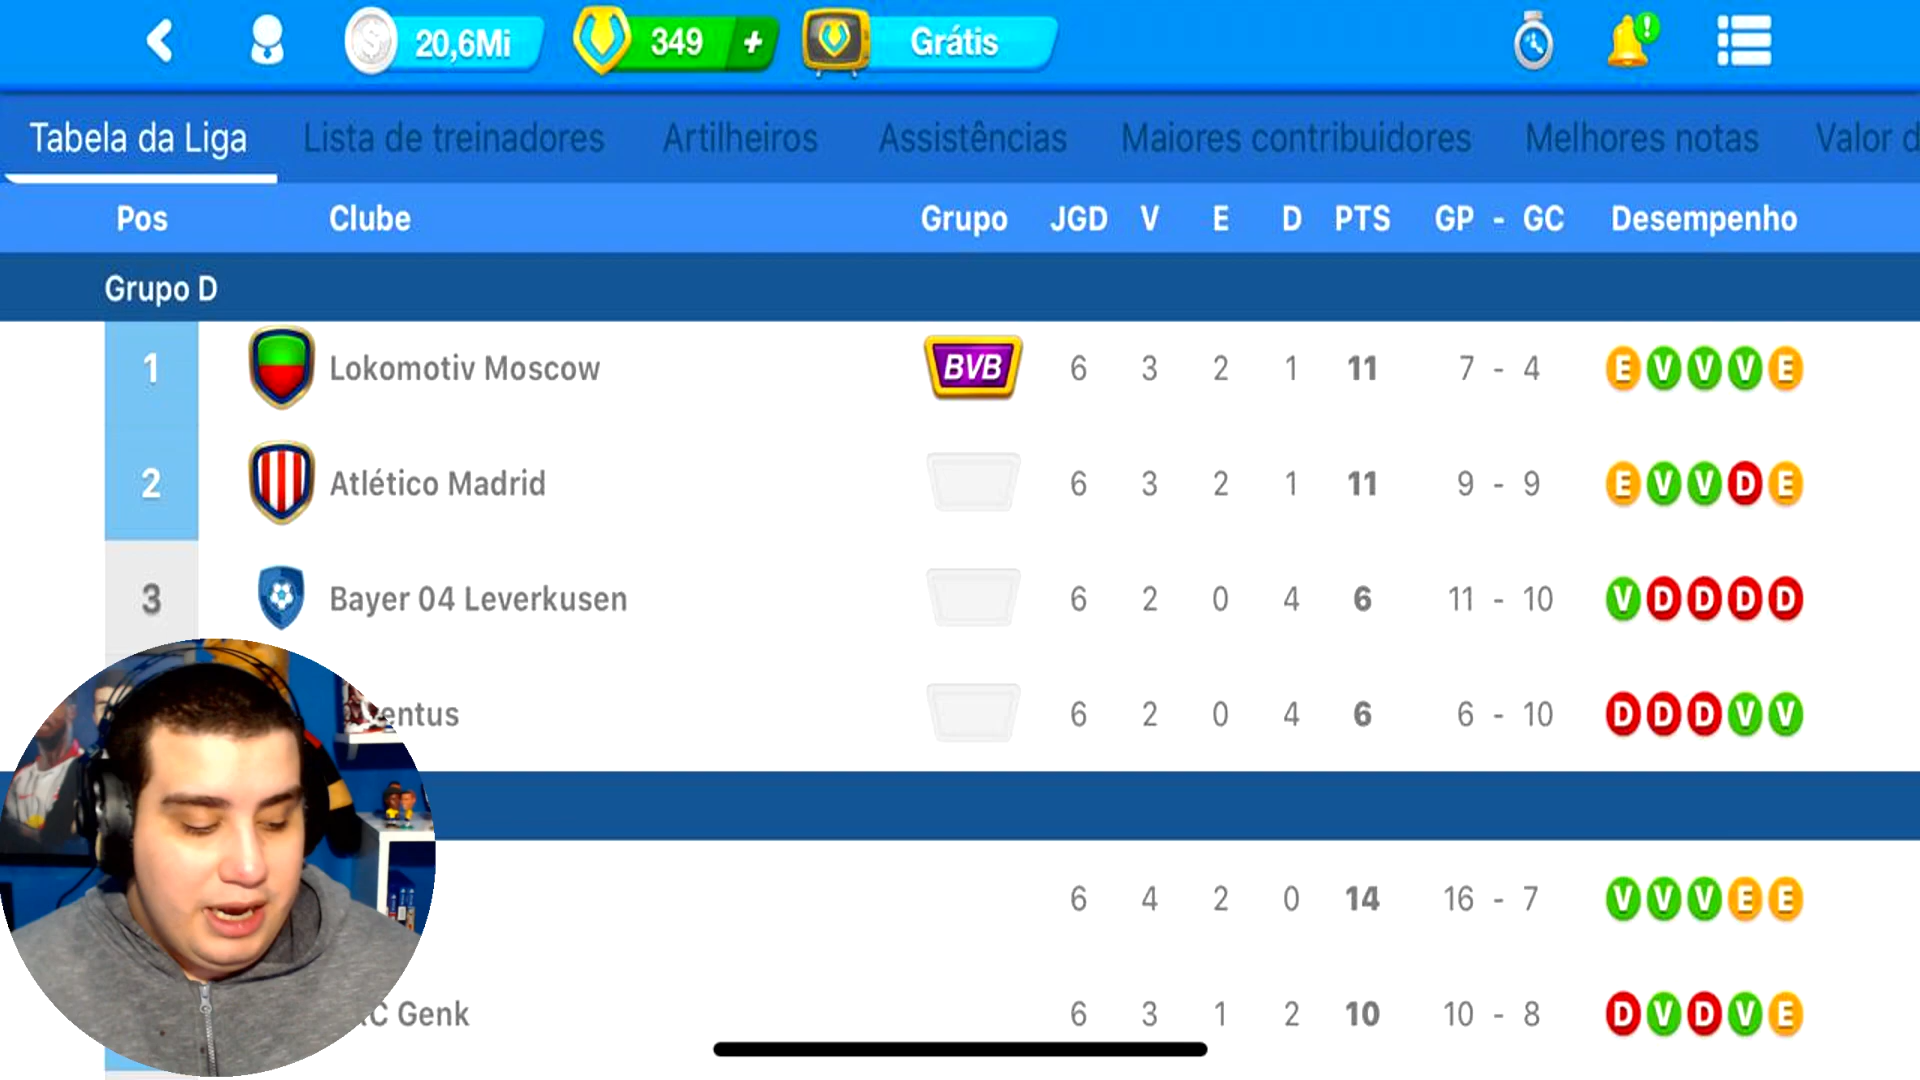 20,6Mi 349 + Grátis
Tabela da Liga Lista de treinadores Artilheiros Assistências Maiores contribuidores Melhores notas Valor d
Pos Clube Grupo JGD V E D PTS GP - GC Desempenho
Grupo D
1 Lokomotiv Moscow BVB 6 3 2 1 11 7 - 4 E V V V E
2 Atlético Madrid 6 3 2 1 11 9 - 9 E V V D E
3 Bayer 04 Leverkusen 6 2 0 4 6 11 - 10 V D D D D
entus 6 2 0 4 6 6 - 10 D D D V V
6 4 2 0 14 16 - 7 V V V E E
C Genk 6 3 1 2 10 10 - 8 D V D V E